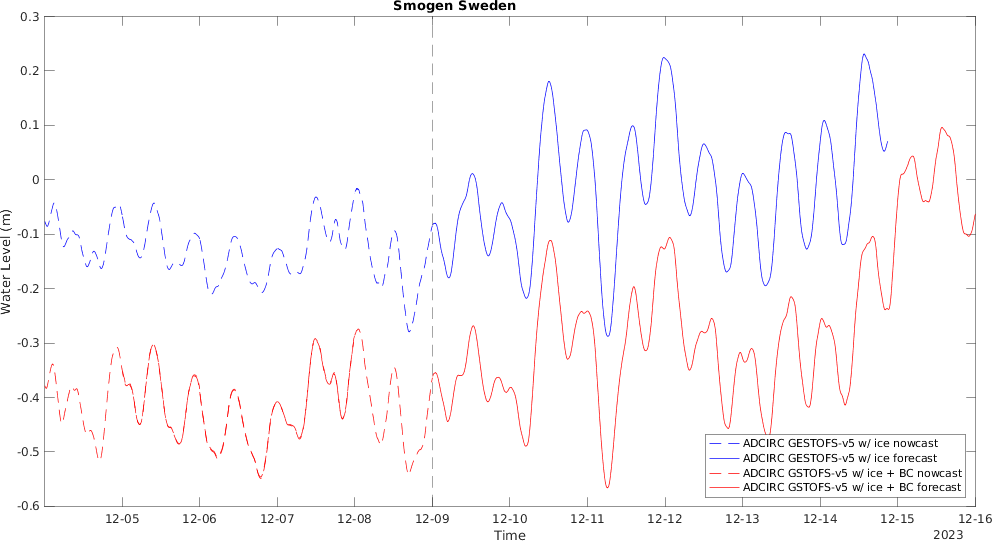 Smogen Sweden
0.3
0.2
0.1
0
-0.1
-0.2
-0.3
-0.4
-0.5
-0.6
Water Level (m)
ADCIRC GESTOFS-v5 w/ ice nowcast
ADCIRC GESTOFS-v5 w/ ice forecast
ADCIRC GSTOFS-v5 w/ ice + BC nowcast
ADCIRC GSTOFS-v5 w/ ice + BC forecast
12-05 12-06 12-07 12-08 12-09 12-10 12-11 12-12 12-13 12-14 12-15 12-16
Time
2023